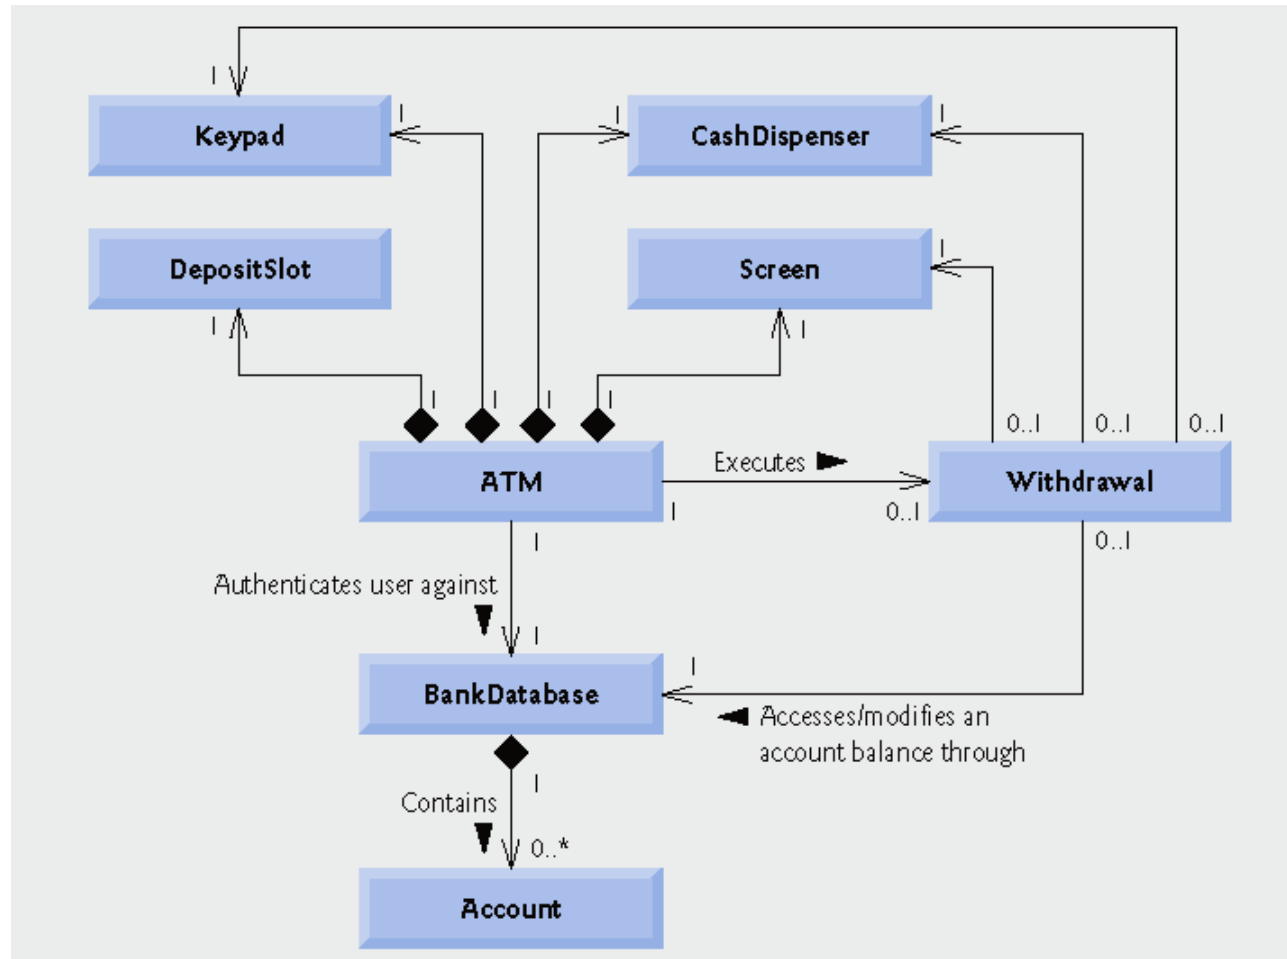 1
1
1
1
Keypad
CashDispenser
1
DepositSlot
Screen
1
1
1
1
1
1
0..1
0..1
0..1
Executes
ATM
Withdrawal
1
0..1
1
0..1
Authenticates user against
1
1
BankDatabase
Accesses/modifies an
account balance through
1
Contains
0..*
Account